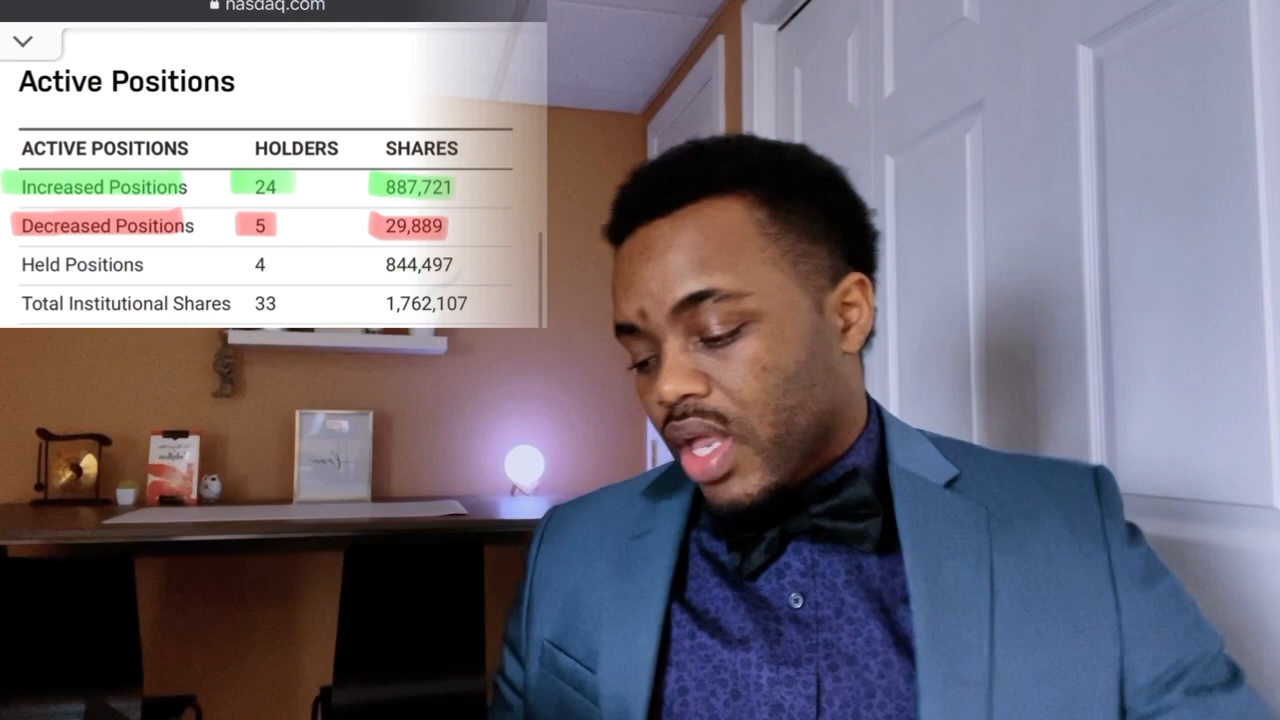 nasdaq.com
Active Positions
ACTIVE POSITIONS HOLDERS SHARES
Increased Positions 24 887,721
Decreased Positions 5 29,889
Held Positions 4 844,497
Total Institutional Shares 33 1,762,107